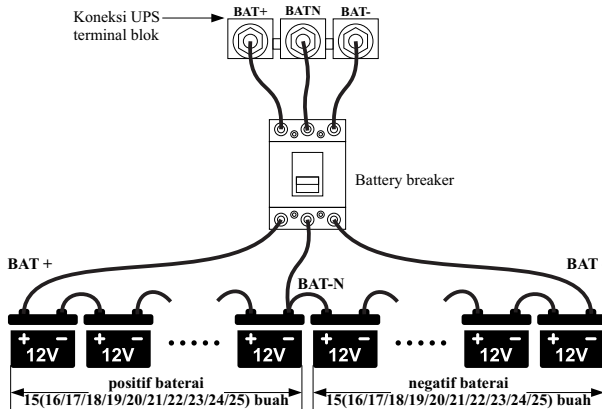 Koneksi UPS
terminal blok
BAT+ BATN BAT-
Battery breaker
BAT + BAT-N BAT
+ - + - + - + - + - + -
12V 12V ..... 12V 12V ..... 12V 12V
positif baterai negatif baterai
15(16/17/18/19/20/21/22/23/24/25) buah 15(16/17/18/19/20/21/22/23/24/25) buah